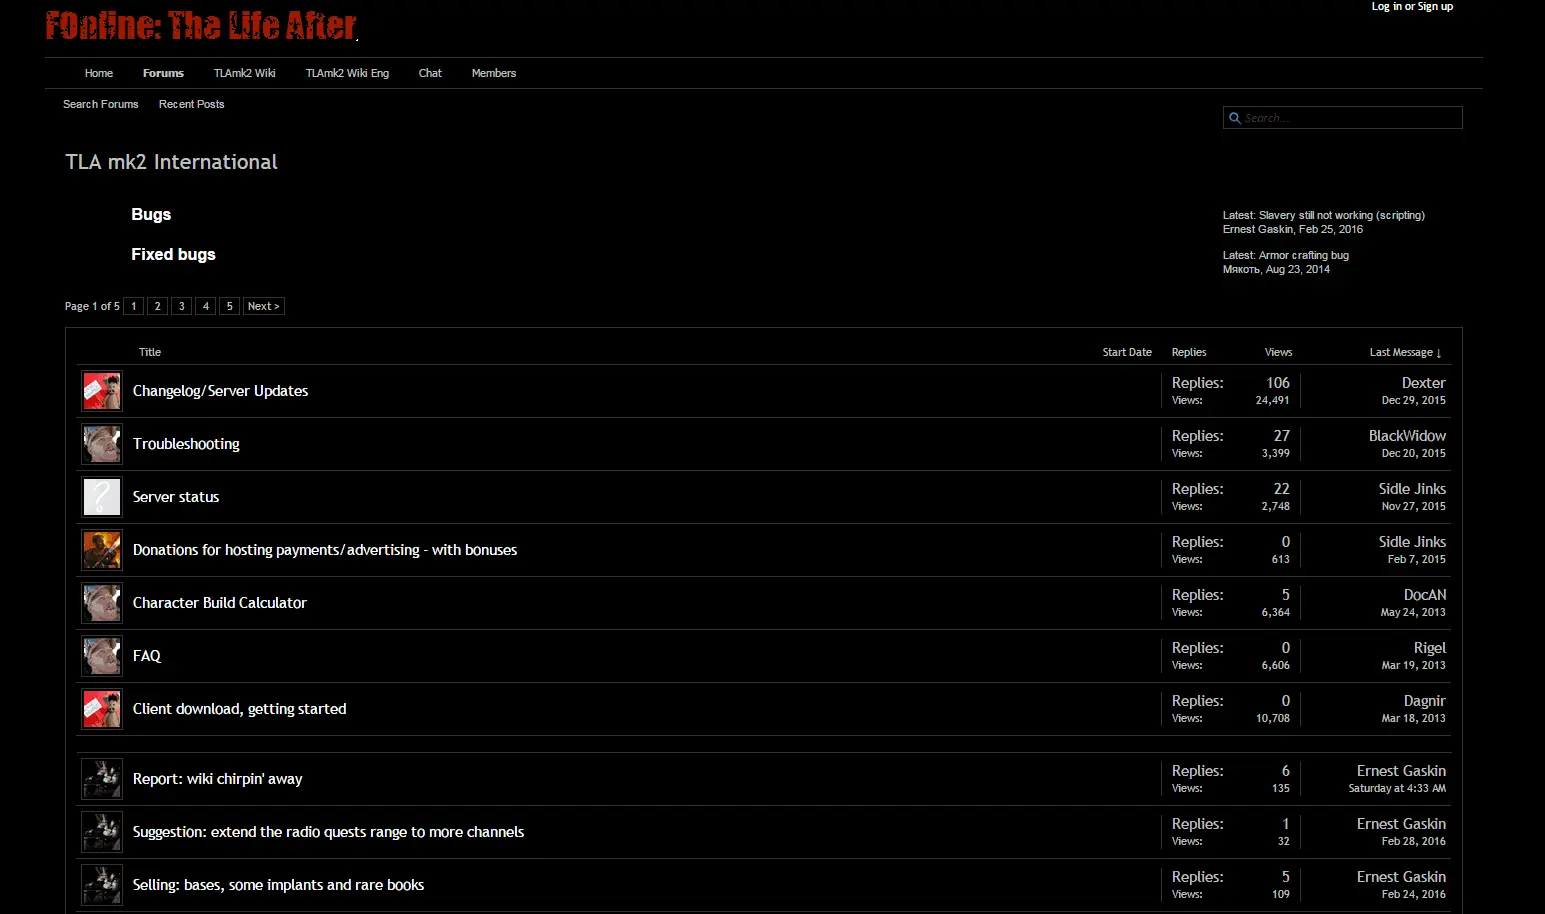 Log in or Sign up
FOnline: The Life After
Home Forums TLAmk2 Wiki TLAmk2 Wiki Eng Chat Members
Search Forums Recent Posts
Search...
TLA mk2 International
Bugs
Latest: Slavery still not working (scripting)
Ernest Gaskin, Feb 25, 2016
Fixed bugs
Latest: Armor crafting bug
Мякоть, Aug 23, 2014
Page 1 of 5 1 2 3 4 5 Next >
Title Start Date Replies Views Last Message ↓
Changelog/Server Updates Replies: 106 Dexter
Views: 24,491 Dec 29, 2015
Troubleshooting Replies: 27 BlackWidow
Views: 3,399 Dec 20, 2015
Server status Replies: 22 Sidle Jinks
Views: 2,748 Nov 27, 2015
Donations for hosting payments/advertising - with bonuses Replies: 0 Sidle Jinks
Views: 613 Feb 7, 2015
Character Build Calculator Replies: 5 DocAN
Views: 6,364 May 24, 2013
FAQ Replies: 0 Rigel
Views: 6,606 Mar 19, 2013
Client download, getting started Replies: 0 Dagnir
Views: 10,708 Mar 18, 2013
Report: wiki chirpin' away Replies: 6 Ernest Gaskin
Views: 135 Saturday at 4:33 AM
Suggestion: extend the radio quests range to more channels Replies: 1 Ernest Gaskin
Views: 32 Feb 28, 2016
Selling: bases, some implants and rare books Replies: 5 Ernest Gaskin
Views: 109 Feb 24, 2016